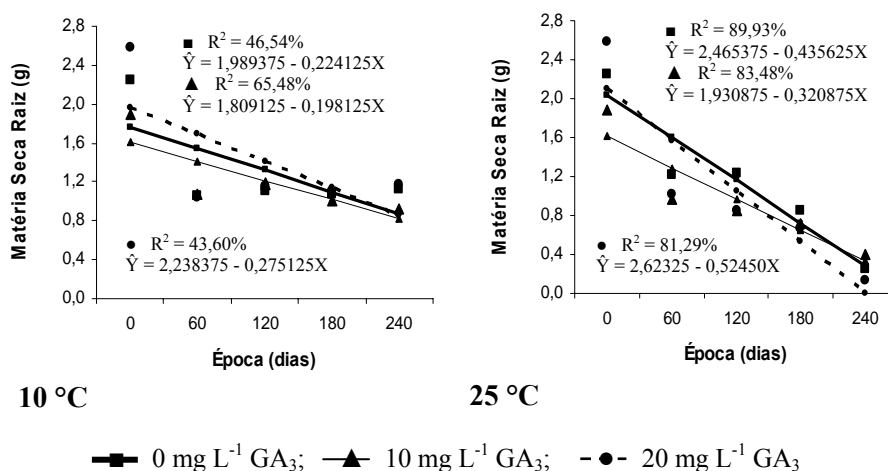 Matéria Seca Raiz (g)
2,8
2,4
2,0
1,6
1,2
0,8
0,4
0,0
■ R² = 46,54%
Ŷ = 1,989375 - 0,224125X
▲ R² = 65,48%
Ŷ = 1,809125 - 0,198125X
● R² = 43,60%
Ŷ = 2,238375 - 0,275125X
0 60 120 180 240
Época (dias)
10 °C
Matéria Seca Raiz (g)
2,8
2,4
2,0
1,6
1,2
0,8
0,4
0,0
■ R² = 89,93%
Ŷ = 2,465375 - 0,435625X
▲ R² = 83,48%
Ŷ = 1,930875 - 0,320875X
● R² = 81,29%
Ŷ = 2,62325 - 0,52450X
0 60 120 180 240
Época (dias)
25 °C
0 mg L⁻¹ GA₃; 10 mg L⁻¹ GA₃; 20 mg L⁻¹ GA₃